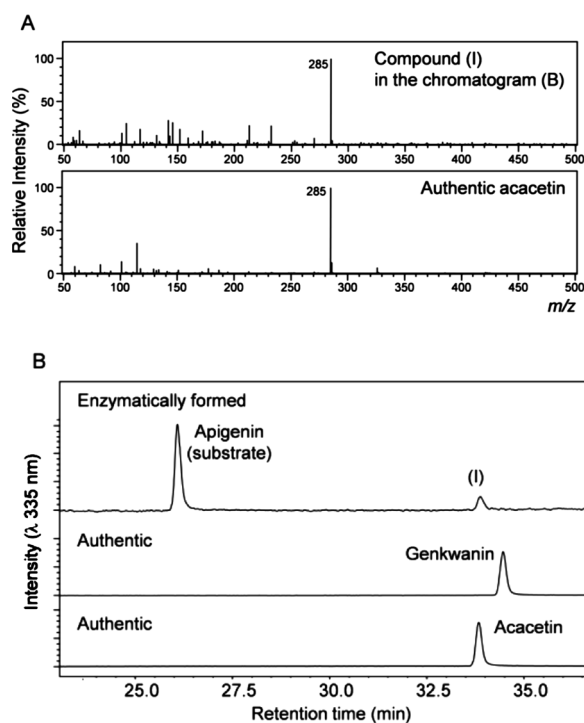 A
Relative Intensity (%)
100
50
0
285
Compound (I)
in the chromatogram (B)
50 100 150 200 250 300 350 400 450 500
100
50
0
285
Authentic acacetin
50 100 150 200 250 300 350 400 450 500
m/z
B
Intensity (λ 335 nm)
Enzymatically formed
Apigenin
(substrate)
(I)
Authentic
Genkwanin
Authentic
Acacetin
25.0 27.5 30.0 32.5 35.0
Retention time (min)